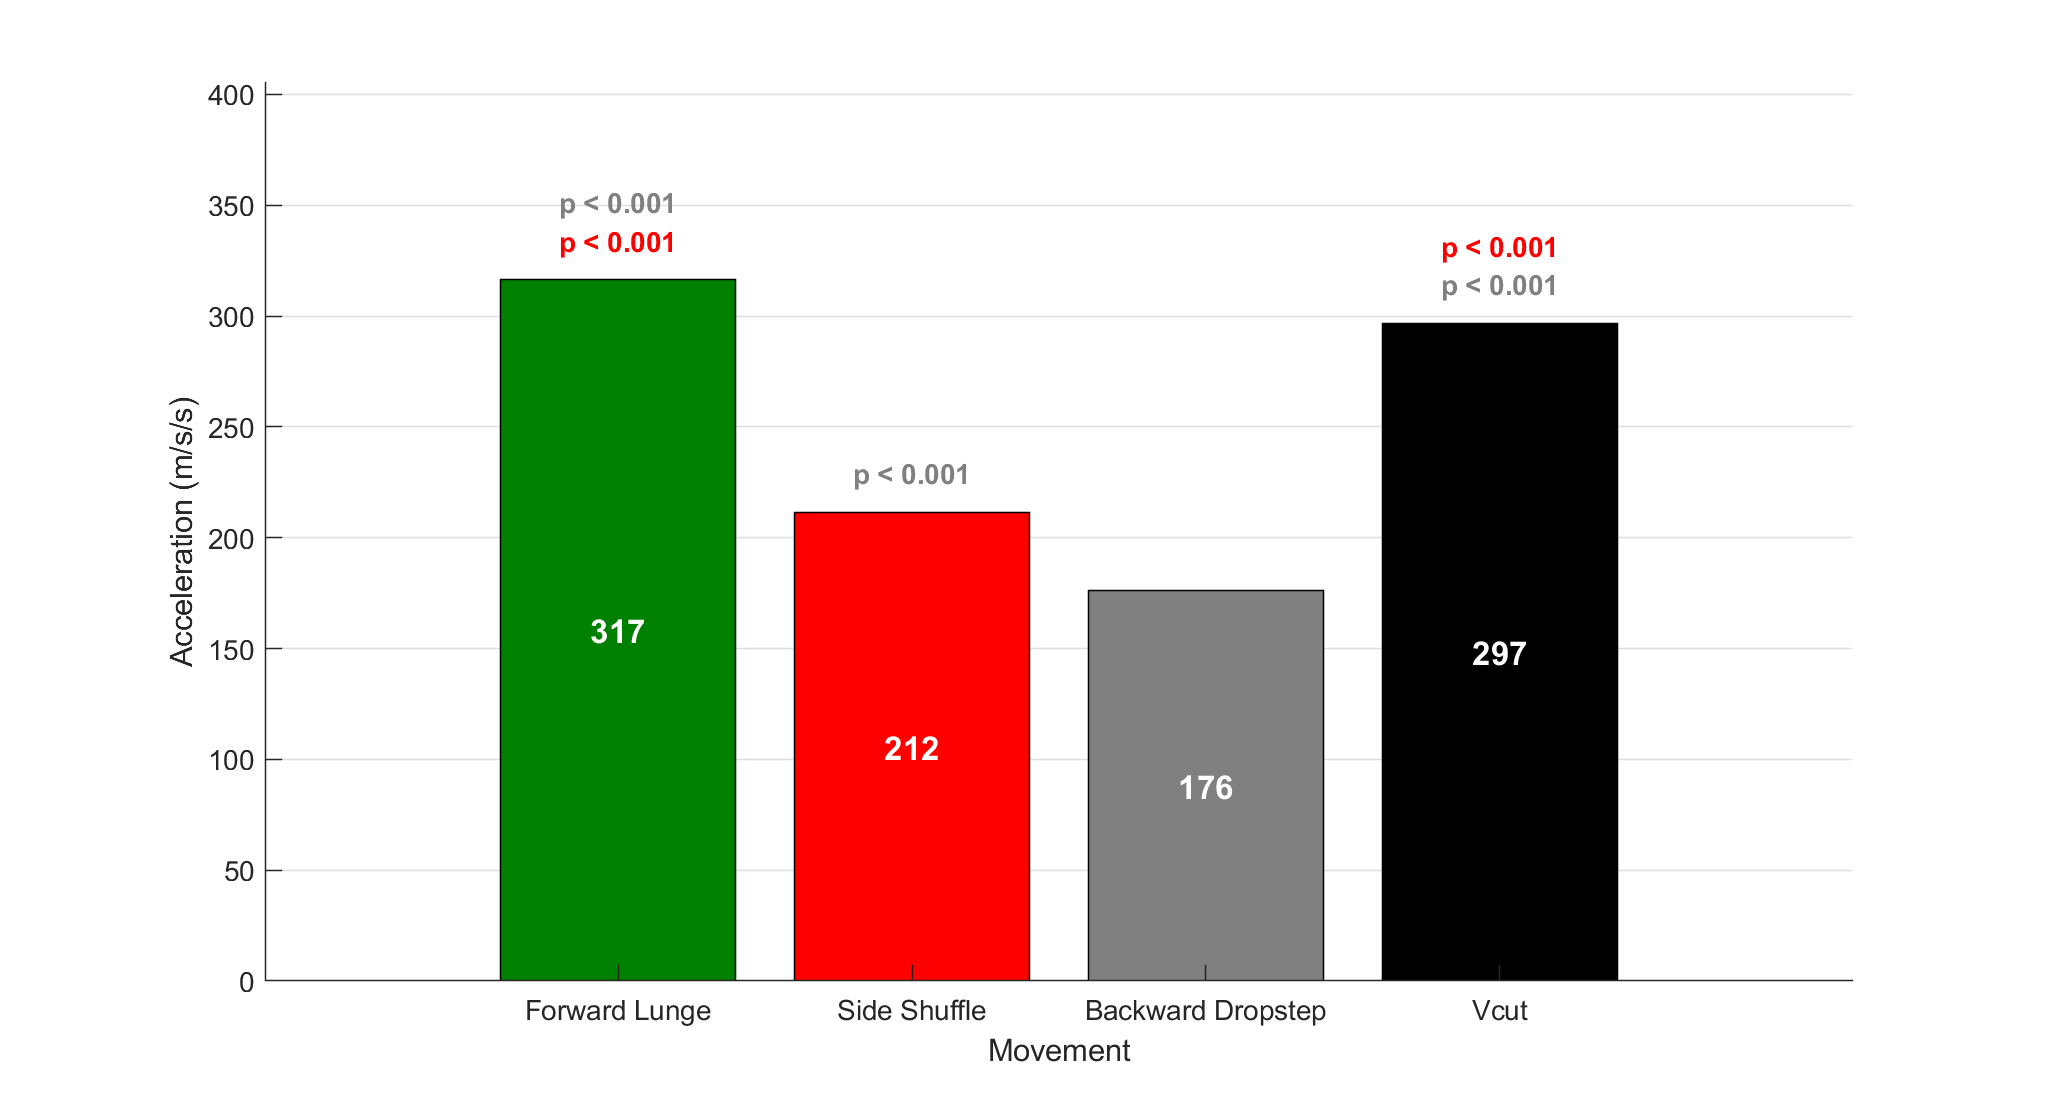 400
350
300
250
200
150
100
50
0
Acceleration (m/s/s)
p < 0.001
p < 0.001
317
p < 0.001
212
176
p < 0.001
p < 0.001
297
Forward Lunge
Side Shuffle
Backward Dropstep
Vcut
Movement